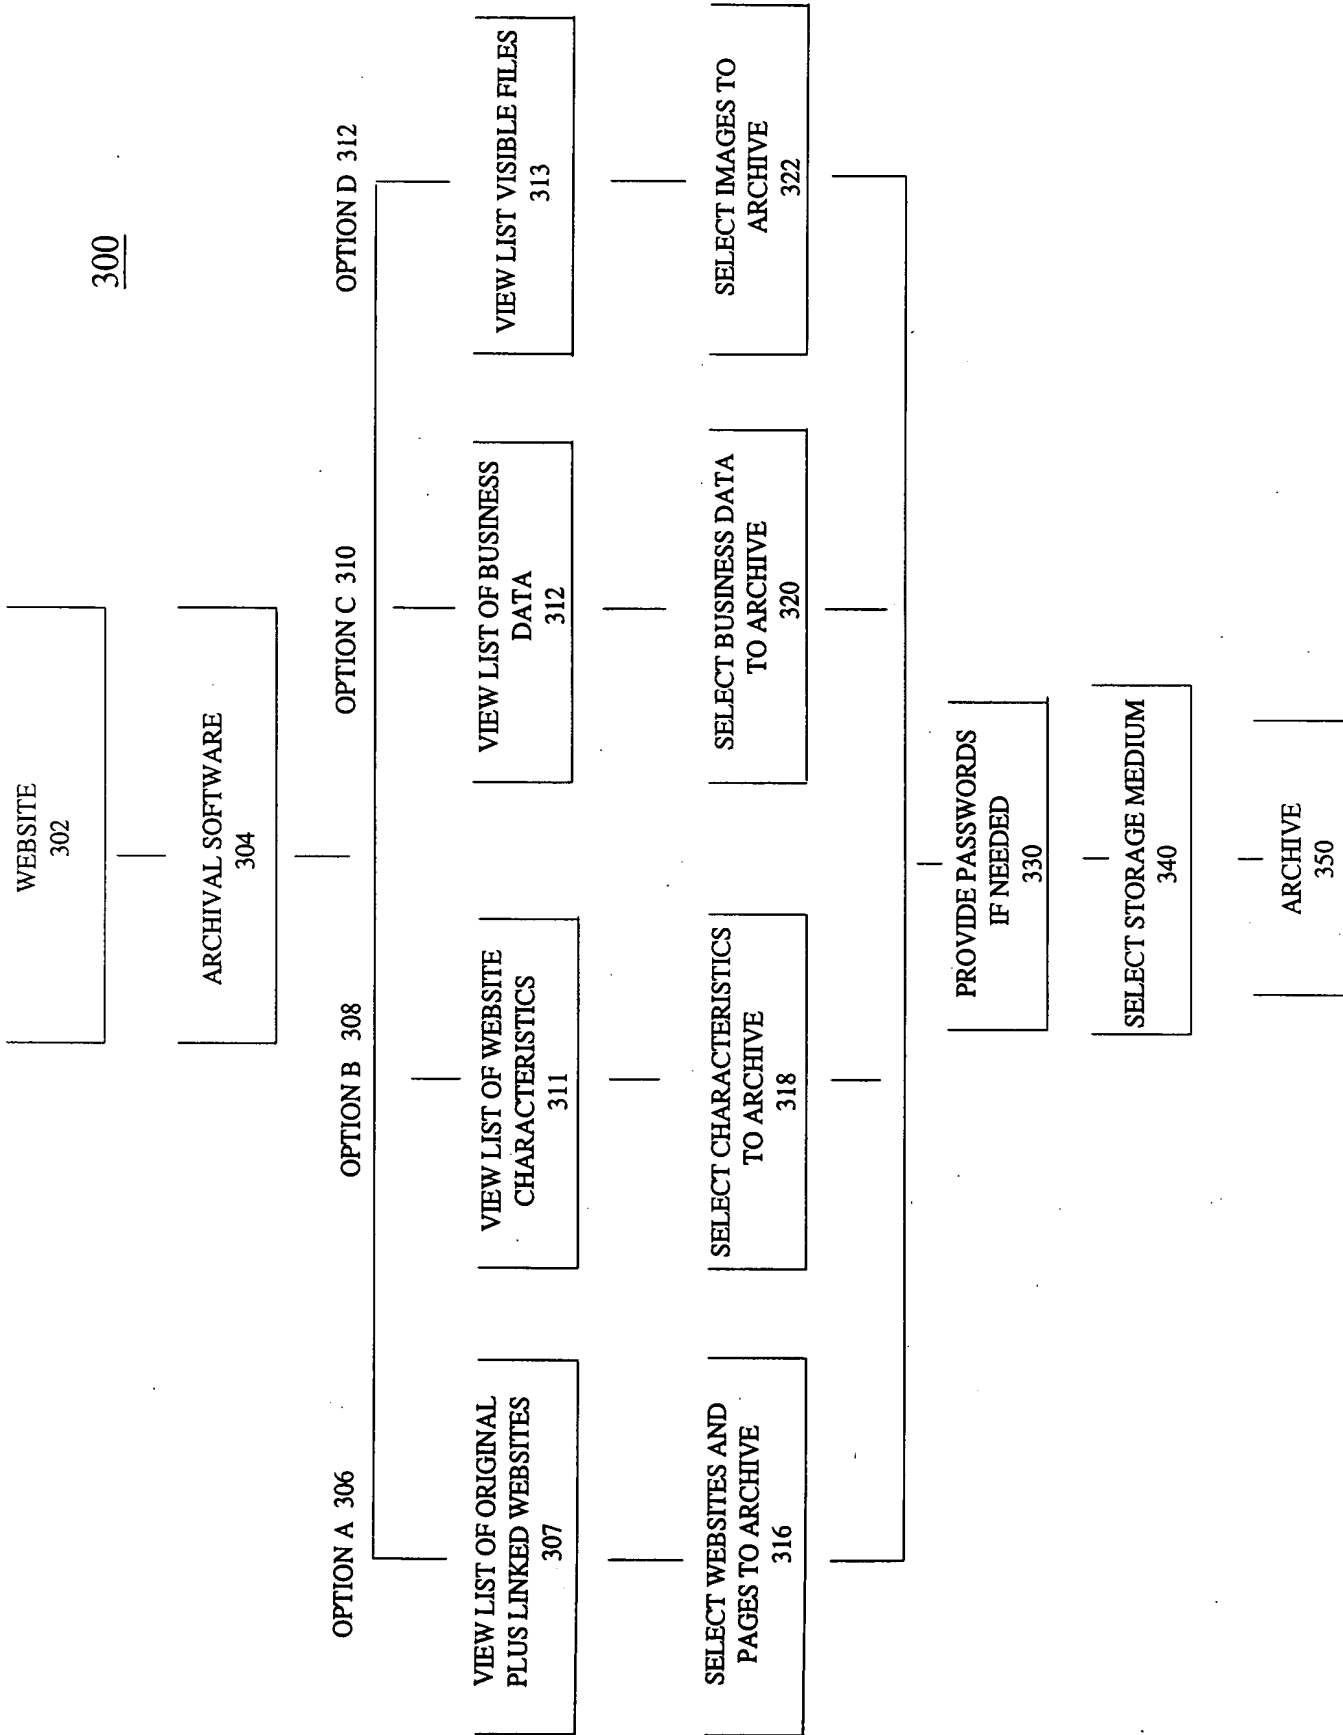 300
WEBSITE
302
ARCHIVAL SOFTWARE
304
OPTION A 306
OPTION B 308
OPTION C 310
OPTION D 312
VIEW LIST OF ORIGINAL
PLUS LINKED WEBSITES
307
VIEW LIST OF WEBSITE
CHARACTERISTICS
311
VIEW LIST OF BUSINESS
DATA
312
VIEW LIST VISIBLE FILES
313
SELECT WEBSITES AND
PAGES TO ARCHIVE
316
SELECT CHARACTERISTICS
TO ARCHIVE
318
SELECT BUSINESS DATA
TO ARCHIVE
320
SELECT IMAGES TO
ARCHIVE
322
PROVIDE PASSWORDS
IF NEEDED
330
SELECT STORAGE MEDIUM
340
ARCHIVE
350